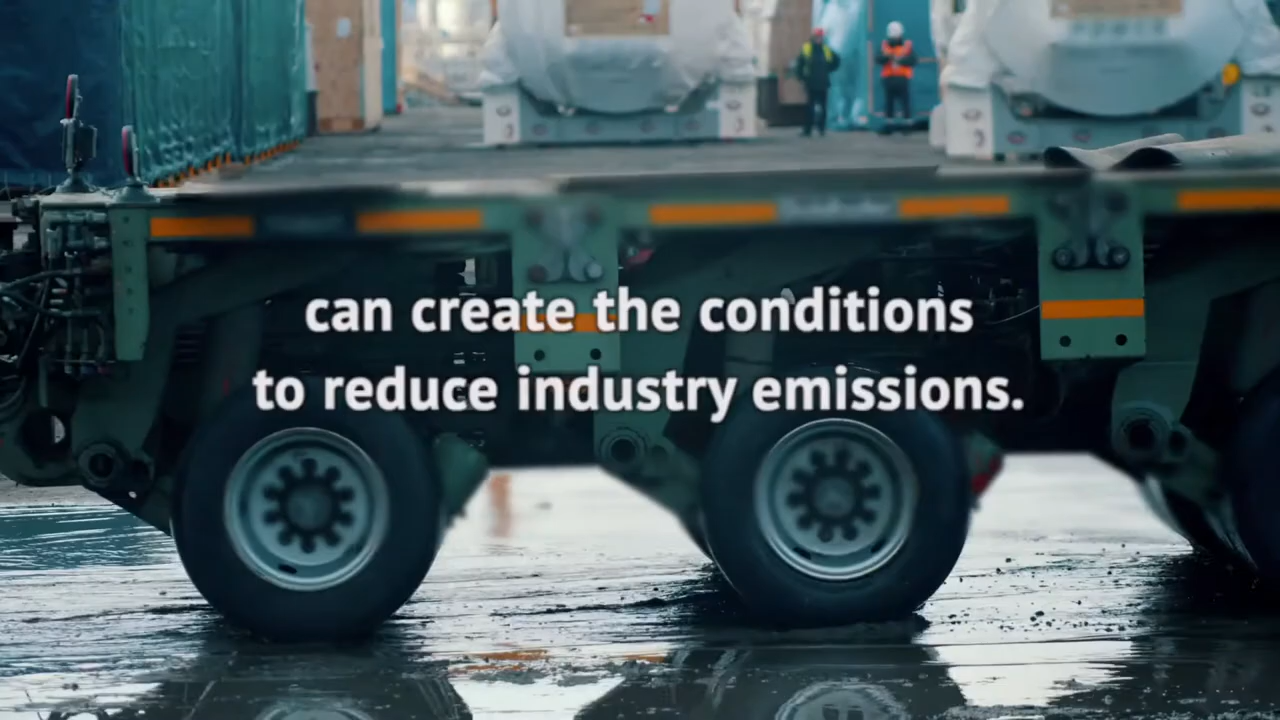 can create the conditions
to reduce industry emissions.